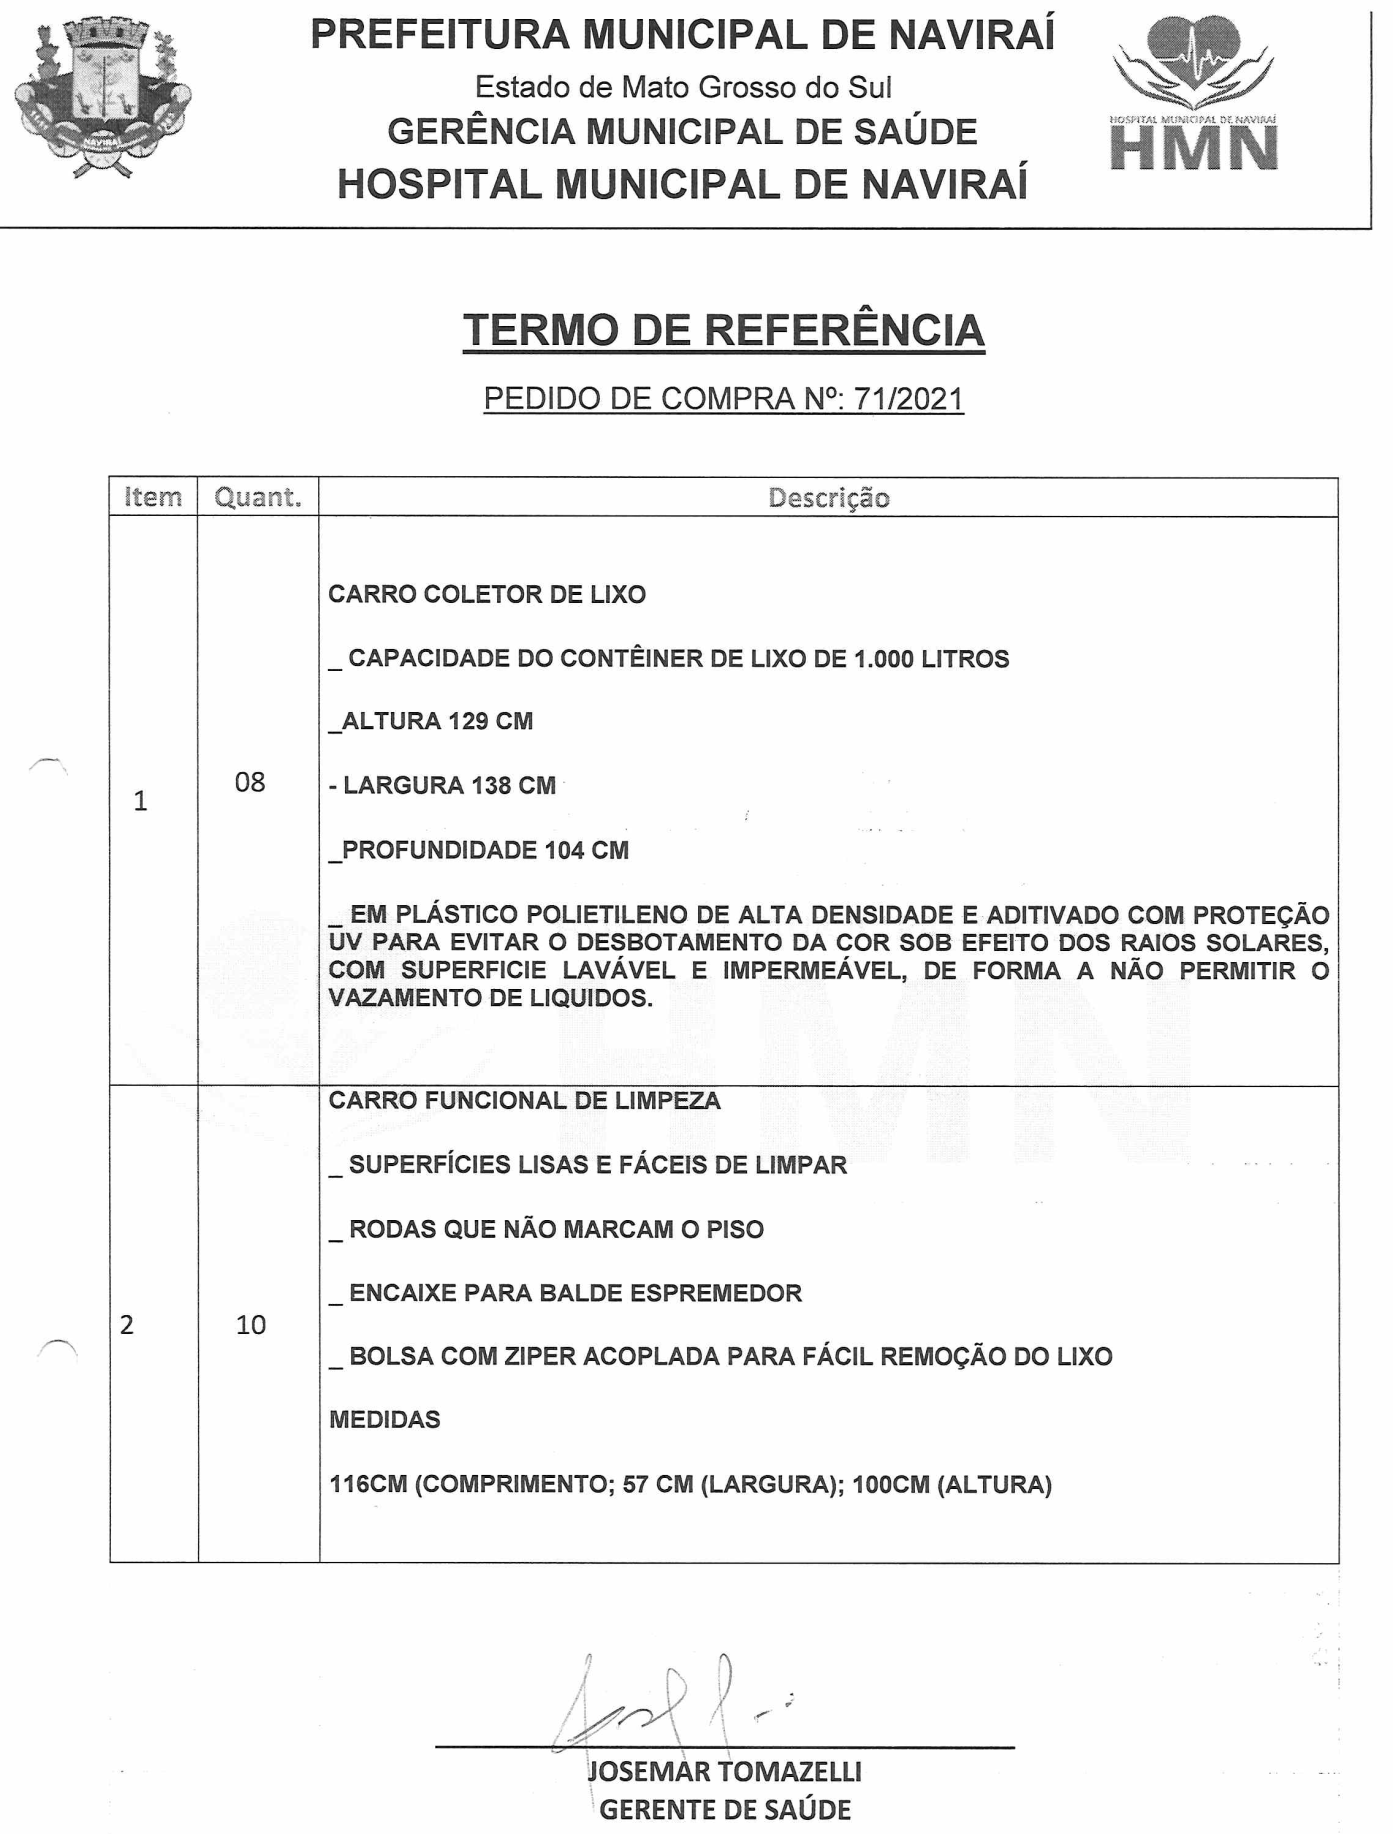 PREFEITURA MUNICIPAL DE NAVIRAÍ
Estado de Mato Grosso do Sul
GERÊNCIA MUNICIPAL DE SAÚDE
HOSPITAL MUNICIPAL DE NAVIRAÍ
NAVIRAÍ
HOSPITAL MUNICIPAL DE NAVIRAÍ
HMN
TERMO DE REFERÊNCIA
PEDIDO DE COMPRA Nº: 71/2021
Item Quant. Descrição
1 08
CARRO COLETOR DE LIXO
_ CAPACIDADE DO CONTÊINER DE LIXO DE 1.000 LITROS
_ALTURA 129 CM
- LARGURA 138 CM
_PROFUNDIDADE 104 CM
_ EM PLÁSTICO POLIETILENO DE ALTA DENSIDADE E ADITIVADO COM PROTEÇÃO
UV PARA EVITAR O DESBOTAMENTO DA COR SOB EFEITO DOS RAIOS SOLARES,
COM SUPERFICIE LAVÁVEL E IMPERMEÁVEL, DE FORMA A NÃO PERMITIR O
VAZAMENTO DE LIQUIDOS.
2 10
CARRO FUNCIONAL DE LIMPEZA
_ SUPERFÍCIES LISAS E FÁCEIS DE LIMPAR
_ RODAS QUE NÃO MARCAM O PISO
_ ENCAIXE PARA BALDE ESPREMEDOR
_ BOLSA COM ZIPER ACOPLADA PARA FÁCIL REMOÇÃO DO LIXO
MEDIDAS
116CM (COMPRIMENTO; 57 CM (LARGURA); 100CM (ALTURA)
HMN
JOSEMAR TOMAZELLI
GERENTE DE SAÚDE